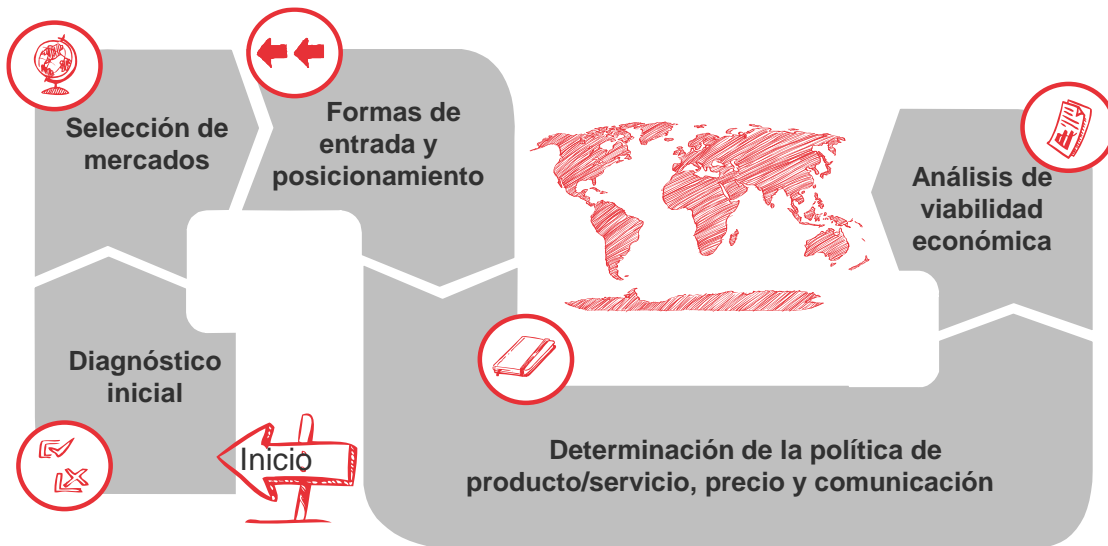 Selección de
mercados
Formas de
entrada y
posicionamiento
Análisis de
viabilidad
económica
Diagnóstico
inicial
Inicio
Determinación de la política de
producto/servicio, precio y comunicación